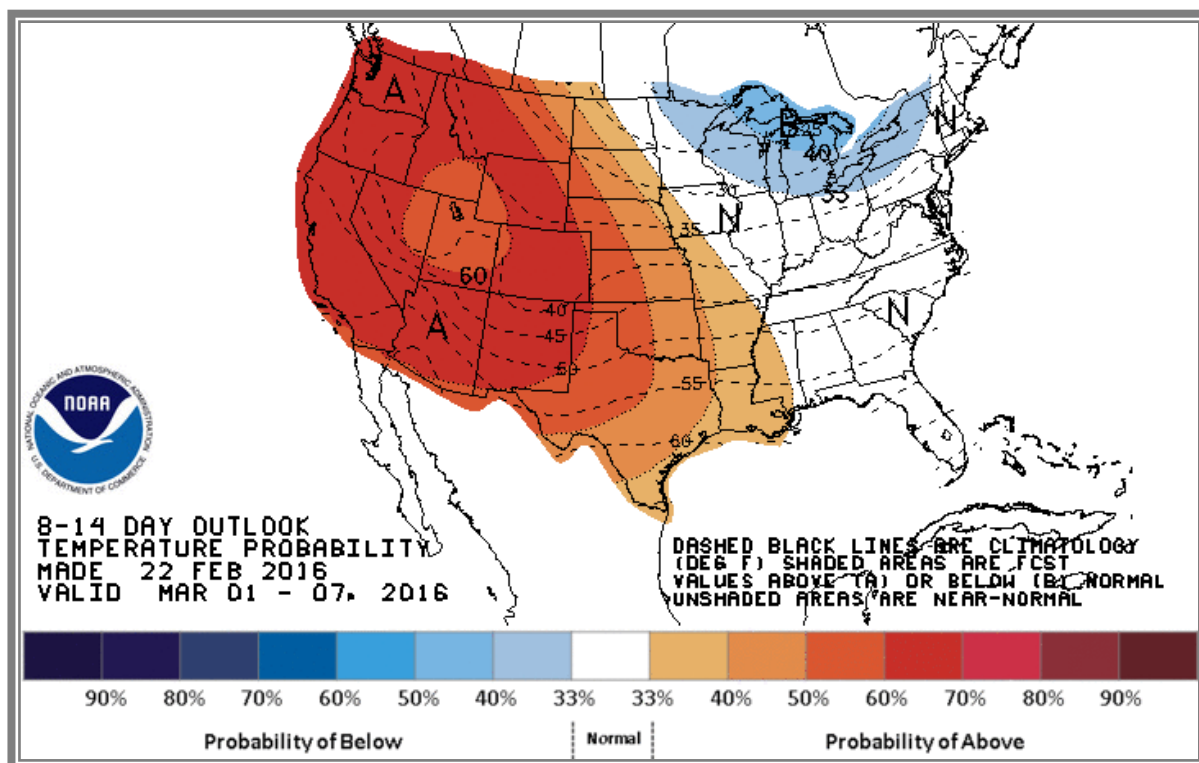 A
B
N
25
40
33
N
35
A
60
40
45
50
55
60
N
NATIONAL OCEANIC AND ATMOSPHERIC ADMINISTRATION
NOAA
U.S. DEPARTMENT OF COMMERCE
8-14 DAY OUTLOOK
TEMPERATURE PROBABILITY
MADE 22 FEB 2016
VALID MAR 01 - 07, 2016
DASHED BLACK LINES ARE CLIMATOLOGY
(DEG F) SHADED AREAS ARE FCST
VALUES ABOVE (A) OR BELOW (B) NORMAL
UNSHADED AREAS ARE NEAR-NORMAL
90% 80% 70% 60% 50% 40% 33% 33% 40% 50% 60% 70% 80% 90%
Probability of Below Normal Probability of Above